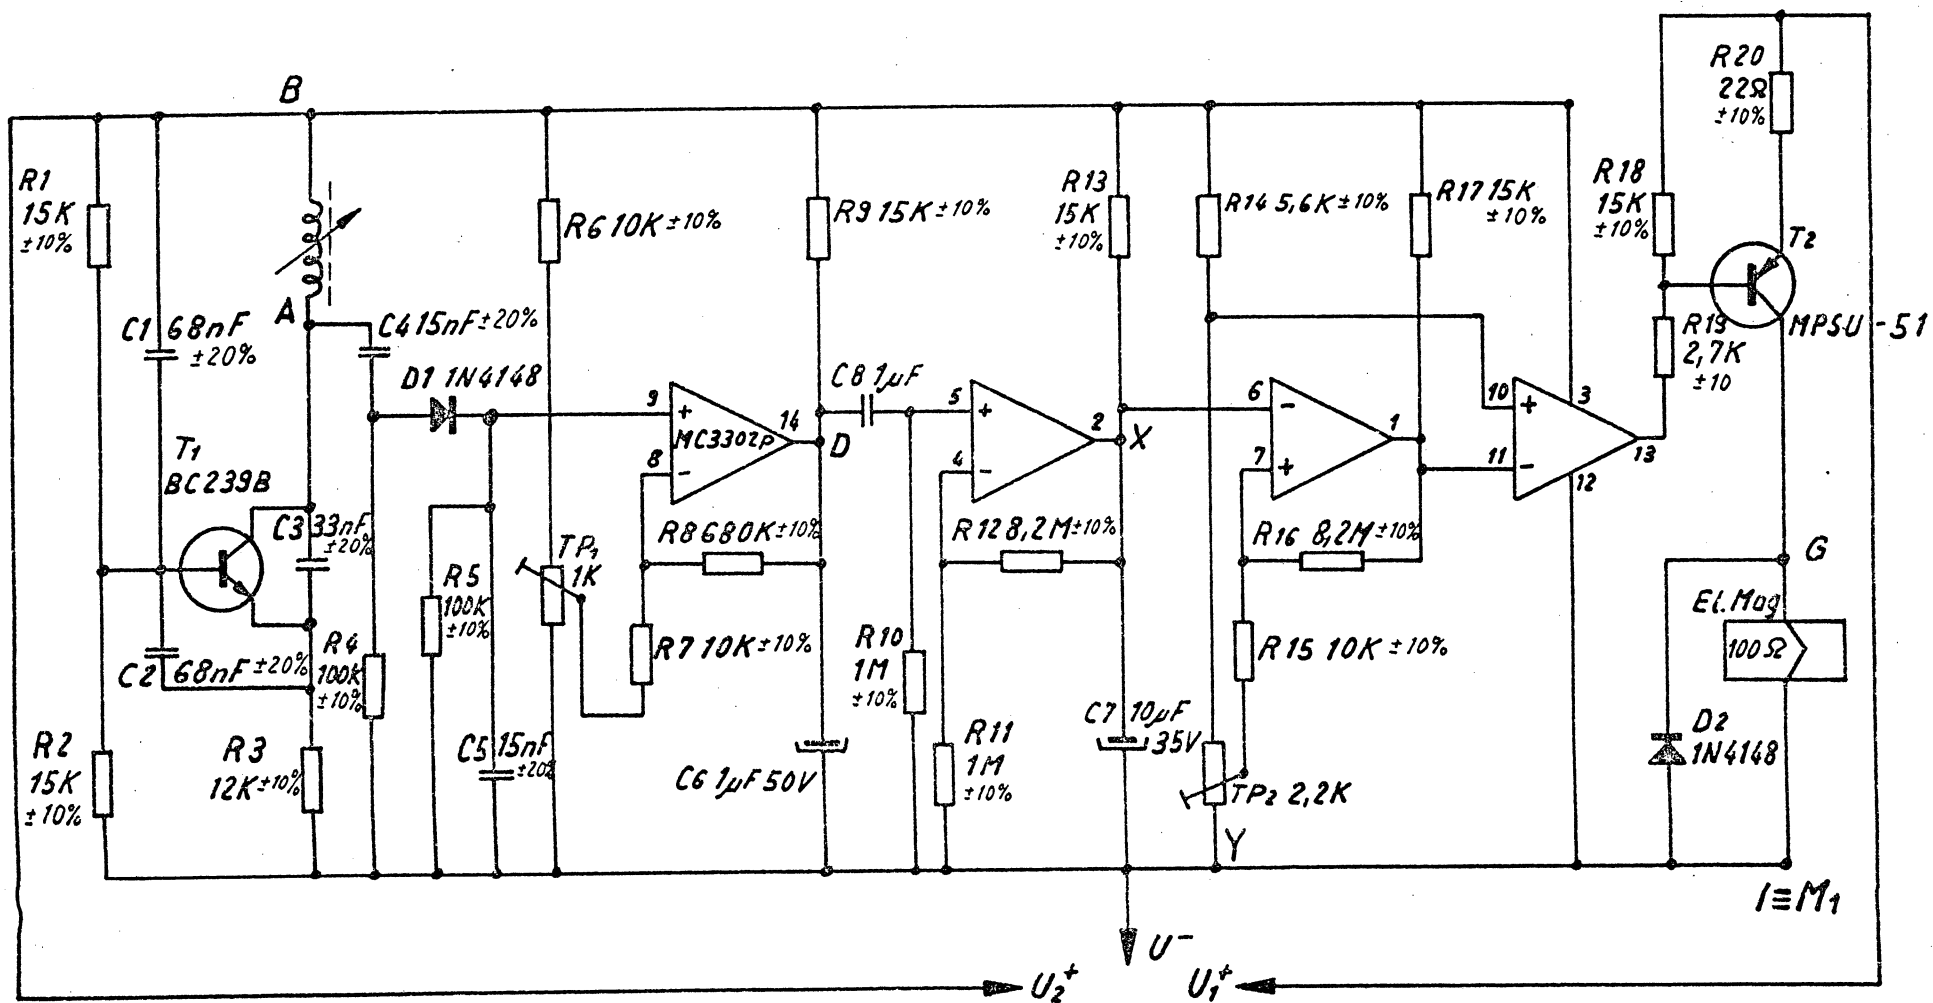 B
R1
15K
±10%
C1 68nF
±20%
A
C4 15nF ±20%
D1 1N4148
T1
BC239B
C3 33nF
±20%
C2 68nF ±20%
R2
15K
±10%
R3
12K ±10%
R4
100K
±10%
R5
100K
±10%
C5 15nF
±20%
R6 10K ±10%
TP1
1K
R7 10K ±10%
R8 680K ±10%
9
+
MC3302P
8
-
14
D
R9 15K ±10%
C6 1µF 50V
C8 1µF
R10
1M
±10%
5
+
4
-
2
X
R11
1M
±10%
R12 8,2M ±10%
R13
15K
±10%
C7 10µF
35V
R14 5,6K ±10%
6
-
7
+
1
R15 10K ±10%
R16 8,2M ±10%
TP2 2,2K
Y
R17 15K
±10%
10
+
11
-
3
12
13
R18
15K
±10%
R19
2,7K
±10
R20
22Ω
±10%
T2
MPSU-51
G
El.Mag
100Ω
D2
1N4148
I≡M1
U-
U2+
U1+